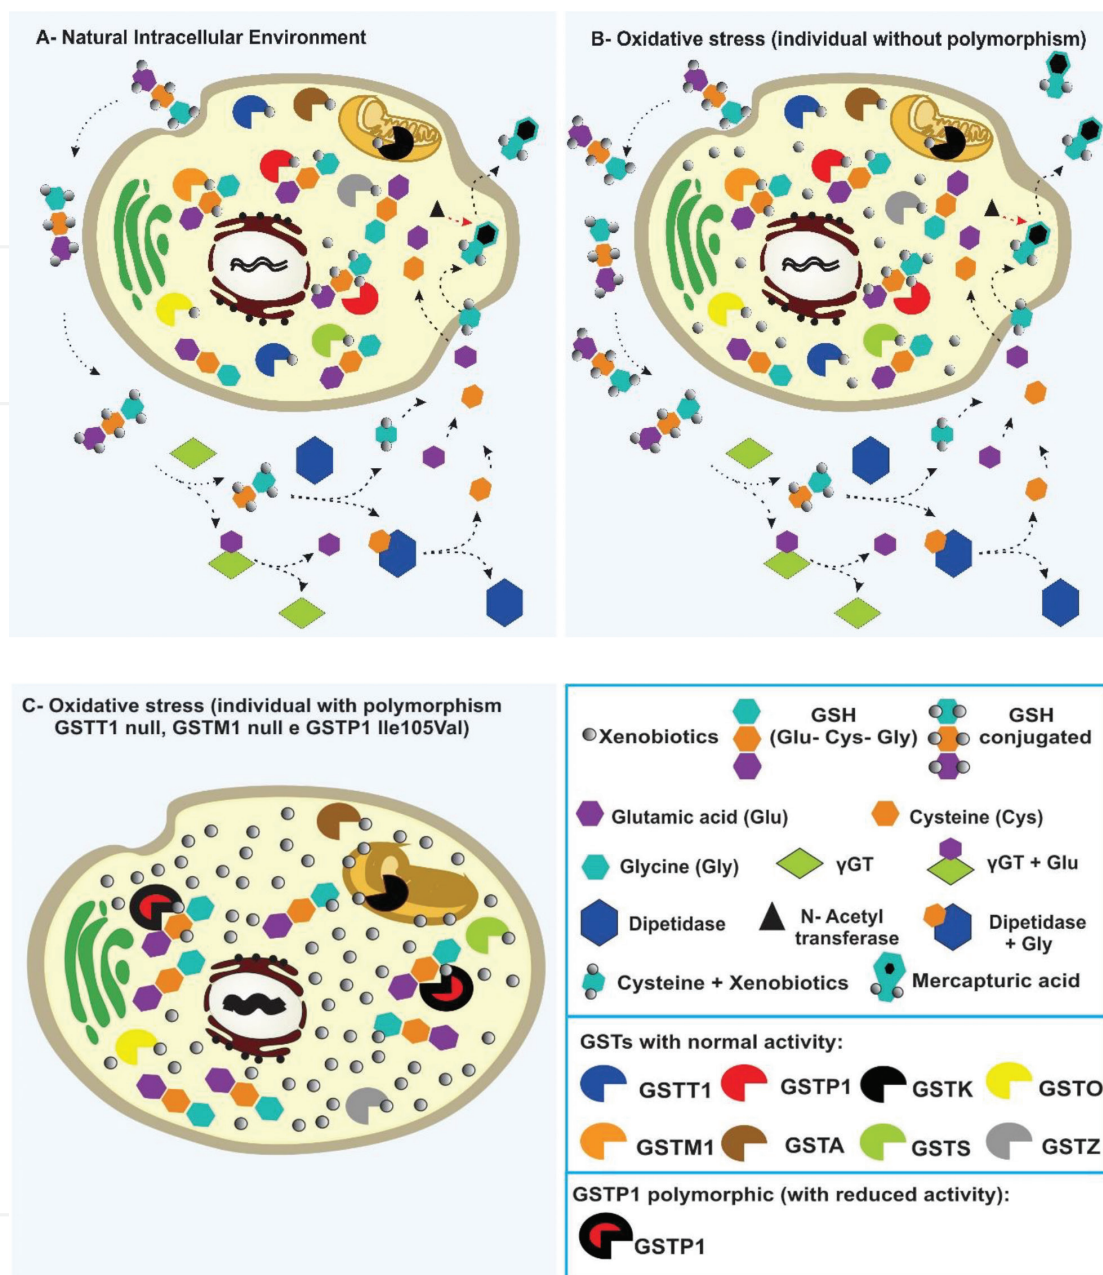 A- Natural Intracellular Environment
B- Oxidative stress (individual without polymorphism)
C- Oxidative stress (individual with polymorphism
GSTT1 null, GSTM1 null e GSTP1 Ile105Val)
Xenobiotics
GSH
(Glu- Cys- Gly)
GSH
conjugated
Glutamic acid (Glu)
Cysteine (Cys)
Glycine (Gly)
γGT
γGT + Glu
Dipetidase
N- Acetyl
transferase
Dipetidase
+ Gly
Cysteine + Xenobiotics
Mercapturic acid
GSTs with normal activity:
GSTT1
GSTP1
GSTK
GSTO
GSTM1
GSTA
GSTS
GSTZ
GSTP1 polymorphic (with reduced activity):
GSTP1